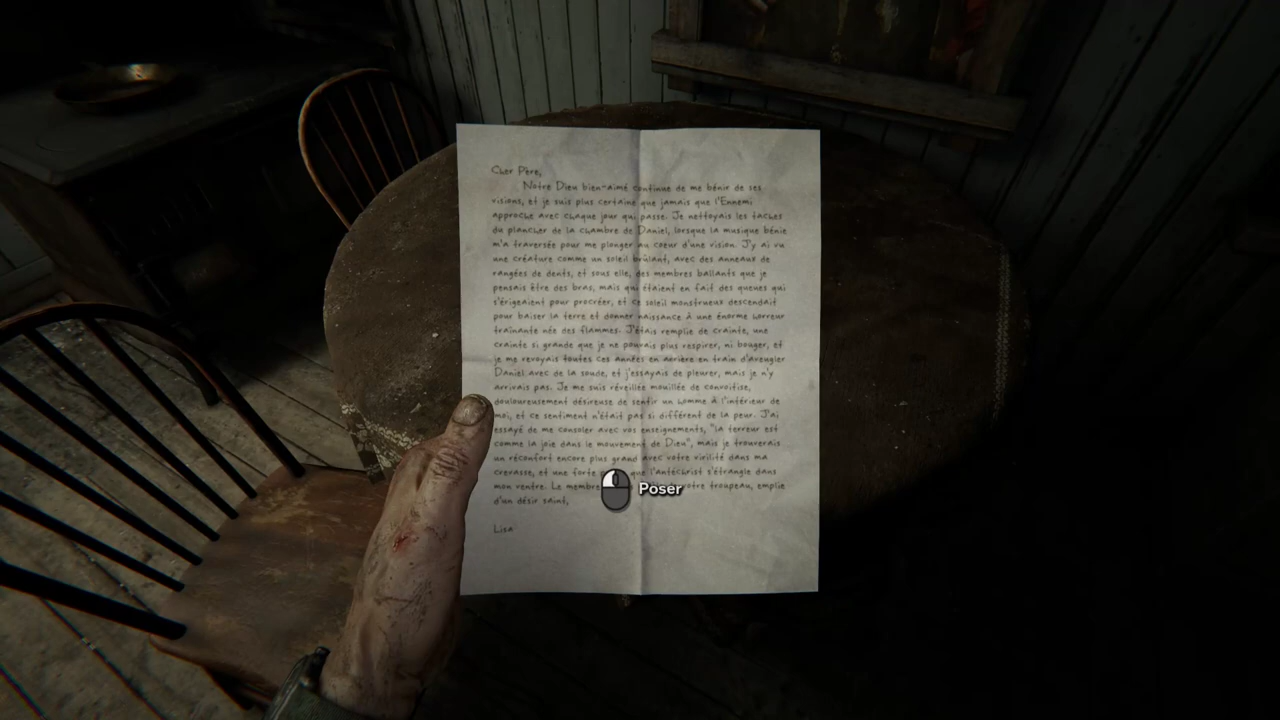 Cher Père,
Notre Dieu bien-aimé continue de me bénir de ses
visions, et je suis plus certaine que jamais que l'Ennemi
approche avec chaque jour qui passe. Je nettoyais les taches
du plancher de la chambre de Daniel, lorsque la musique bénie
m'a traversée pour me plonger au cœur d'une vision. J'y ai vu
une créature comme un soleil brûlant, avec des anneaux de
rangées de dents, et sous elle, des membres ballants que je
pensais être des bras, mais qui étaient en fait des queues qui
s'érigeaient pour procréer, et ce soleil monstrueux descendait
pour baiser la terre et donner naissance à une énorme horreur
traînante née des flammes. J'étais remplie de crainte, une
crainte si grande que je ne pouvais plus respirer, ni bouger, et
je me revoyais toutes ces années en arrière en train d'aveugler
Daniel avec de la soude, et j'essayais de pleurer, mais je n'y
arrivais pas. Je me suis réveillée mouillée de convoitise,
douloureusement désireuse de sentir un homme à l'intérieur de
moi, et ce sentiment n'était pas si différent de la peur. J'ai
essayé de me consoler avec vos enseignements, "la terreur est
comme la joie dans le mouvement de Dieu", mais je trouverais
un réconfort encore plus grand avec votre virilité dans ma
crevasse, et une forte que l'antéchrist s'étrangle dans
mon ventre. Le membre votre troupeau, emplie
d'un désir saint,
Lisa
Poser